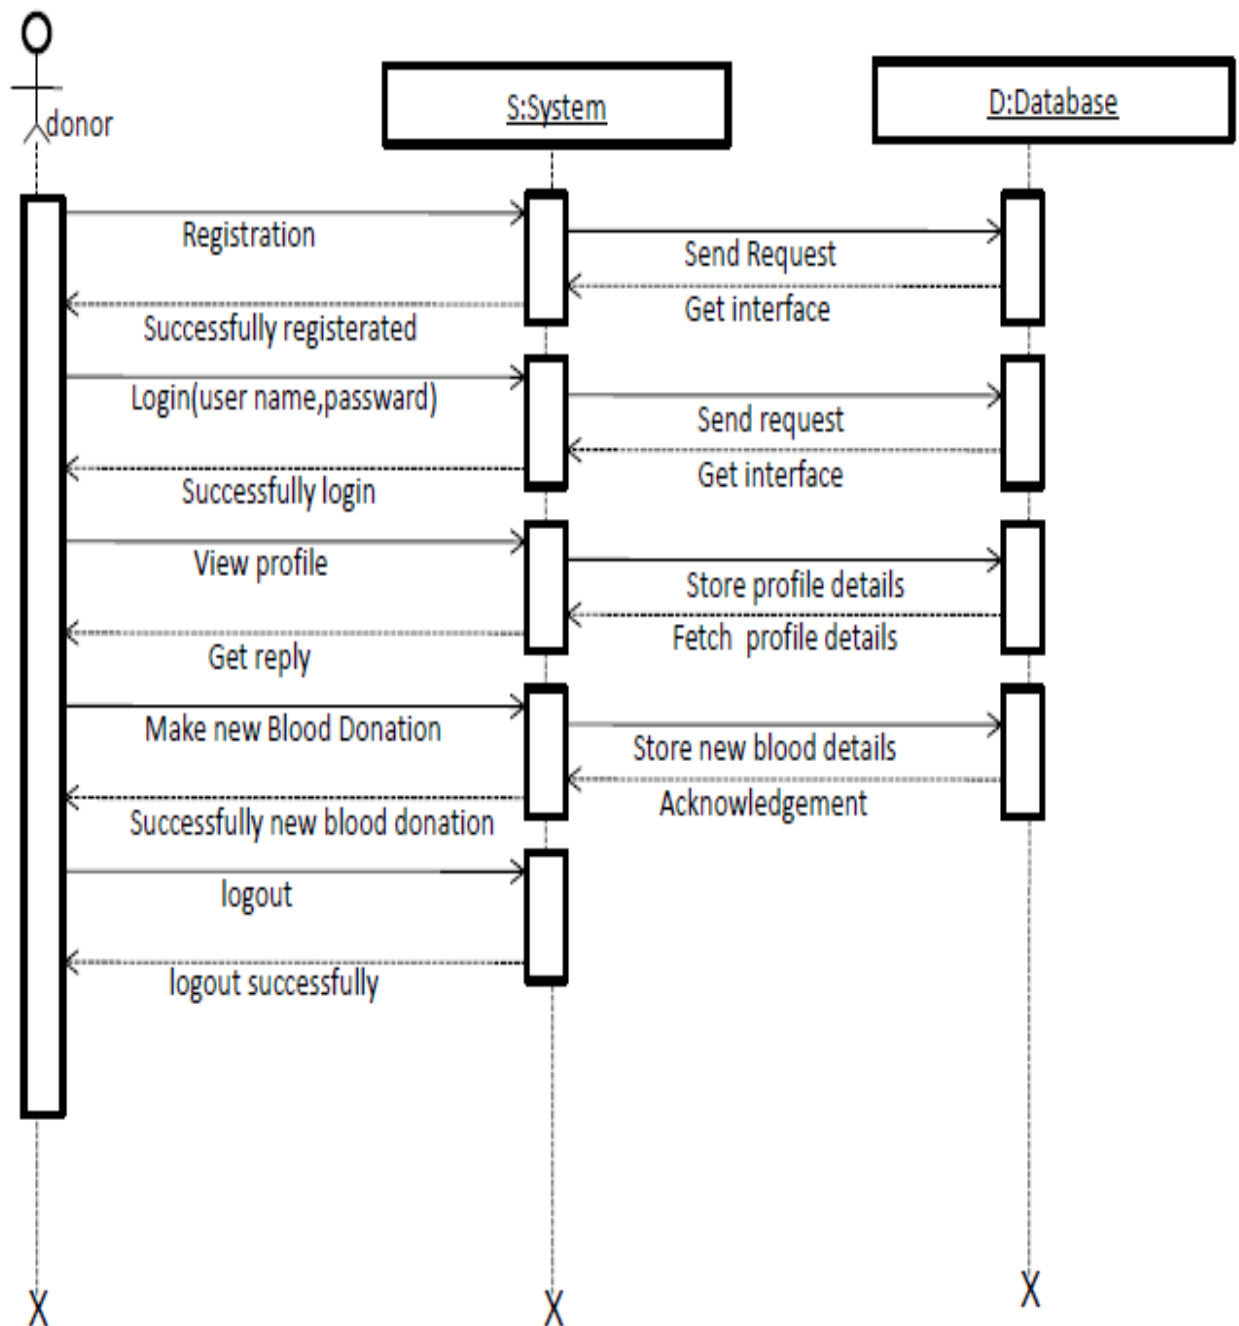 S:System
D:Database
donor
Registration
Send Request
Get interface
Successfully registerated
Login(user name,passward)
Send request
Get interface
Successfully login
View profile
Store profile details
Fetch profile details
Get reply
Make new Blood Donation
Store new blood details
Acknowledgement
Successfully new blood donation
logout
logout successfully
X
X
X